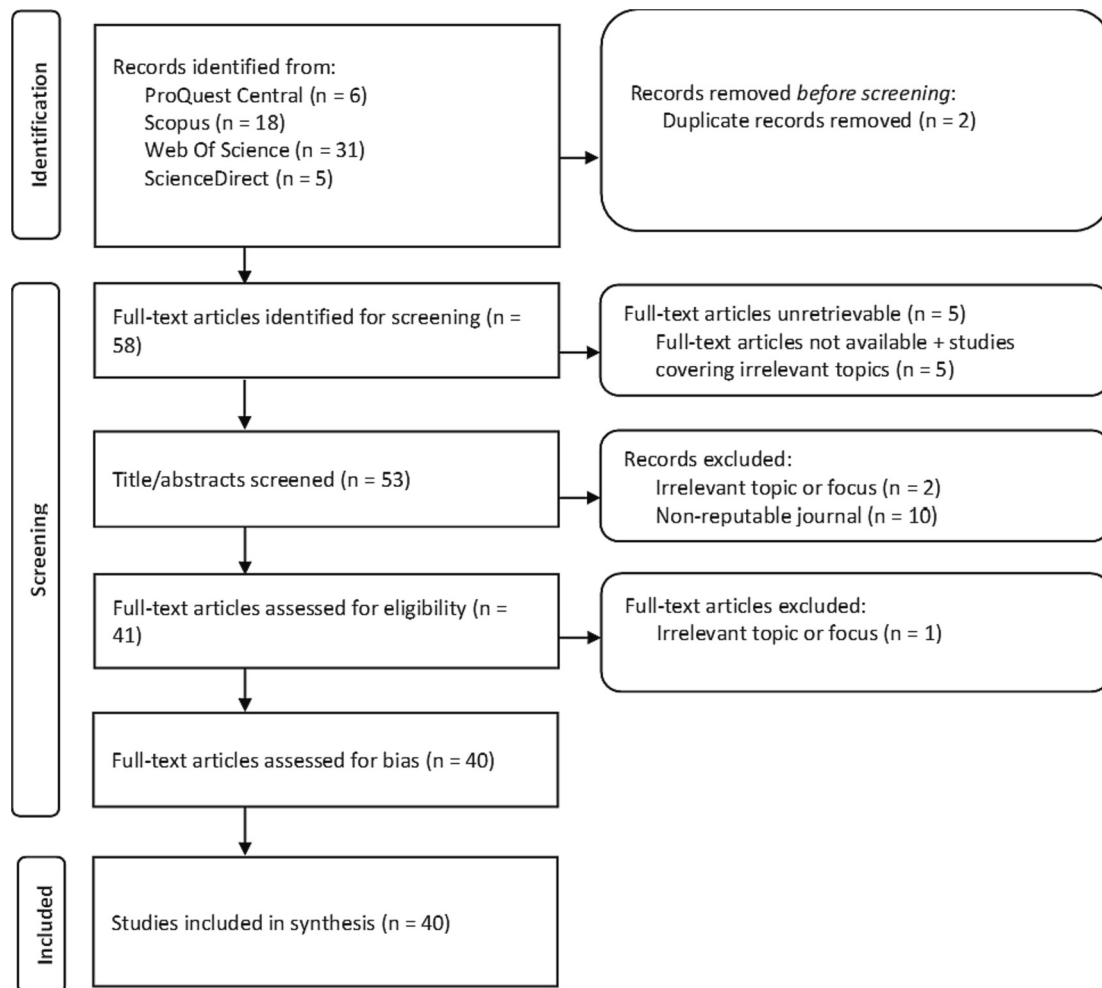 Identification
Records identified from:
ProQuest Central (n = 6)
Scopus (n = 18)
Web Of Science (n = 31)
ScienceDirect (n = 5)
Records removed before screening:
Duplicate records removed (n = 2)
Screening
Full-text articles identified for screening (n =
58)
Full-text articles unretrievable (n = 5)
Full-text articles not available + studies
covering irrelevant topics (n = 5)
Title/abstracts screened (n = 53)
Records excluded:
Irrelevant topic or focus (n = 2)
Non-reputable journal (n = 10)
Full-text articles assessed for eligibility (n =
41)
Full-text articles excluded:
Irrelevant topic or focus (n = 1)
Full-text articles assessed for bias (n = 40)
Included
Studies included in synthesis (n = 40)